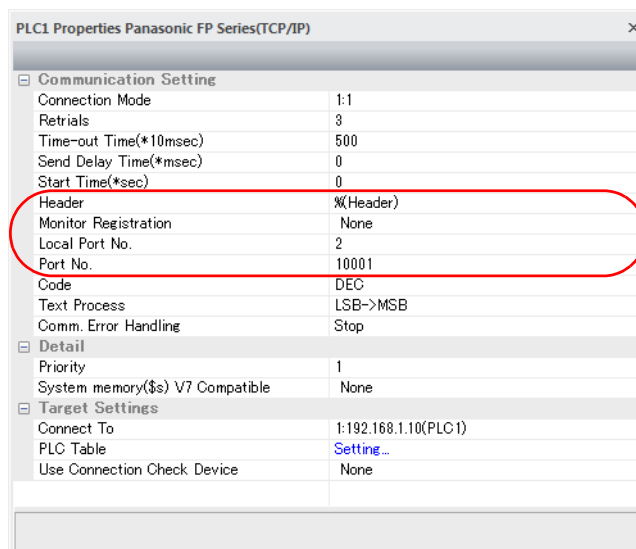 PLC1 Properties Panasonic FP Series(TCP/IP)
Communication Setting
Connection Mode 1:1
Retrials 3
Time-out Time(*10msec) 500
Send Delay Time(*msec) 0
Start Time(*sec) 0
Header %(Header)
Monitor Registration None
Local Port No. 2
Port No. 10001
Code DEC
Text Process LSB->MSB
Comm. Error Handling Stop
Detail
Priority 1
System memory($s) V7 Compatible None
Target Settings
Connect To 1:192.168.1.10(PLC1)
PLC Table Setting...
Use Connection Check Device None